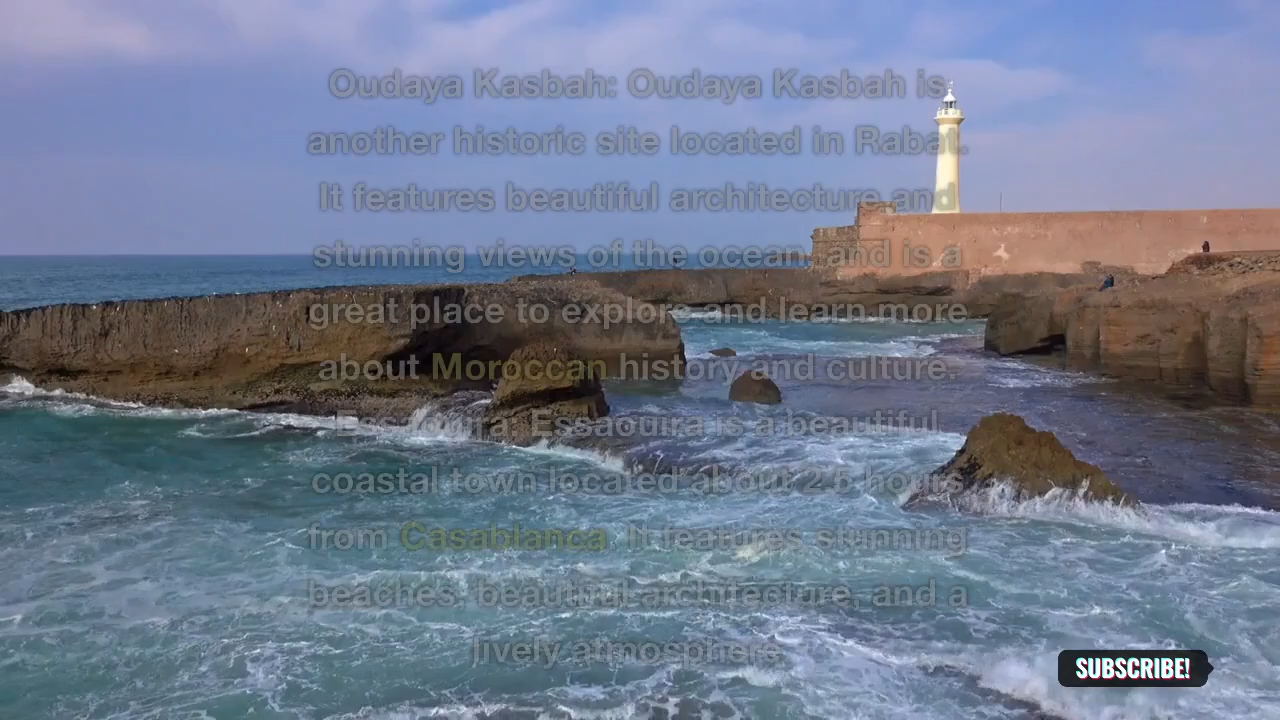 Oudaya Kasbah: Oudaya Kasbah is
another historic site located in Rabat.
It features beautiful architecture and
stunning views of the ocean and is a
great place to explore and learn more
about Moroccan history and culture
Essaouira: Essaouira is a beautiful
coastal town located about 2.5 hours
from Casablanca. It features stunning
beaches, beautiful architecture, and a
lively atmosphere
SUBSCRIBE!